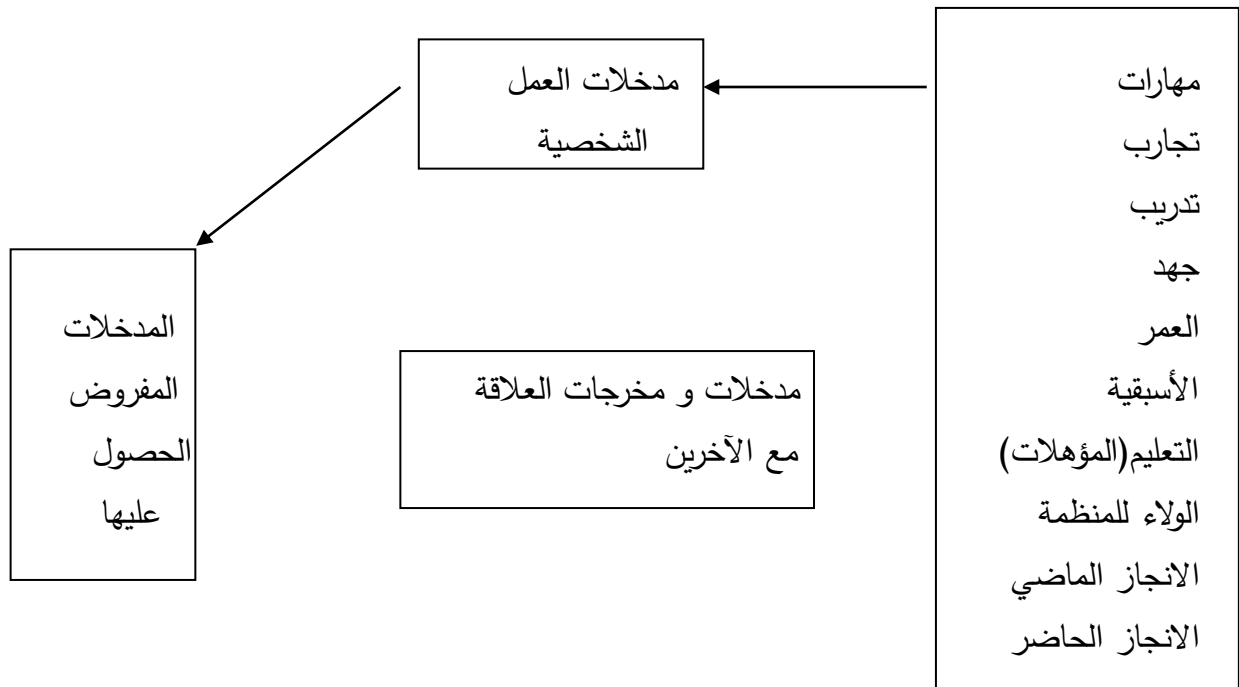 مهارات
تجارب
تدريب
جهد
العمر
الأسبقية
التعليم(المؤهلات)
الولاء للمنظمة
الانجاز الماضي
الانجاز الحاضر
مدخلات العمل
الشخصية
مدخلات و مخرجات العلاقة
مع الآخرين
المدخلات
المفروض
الحصول
عليها